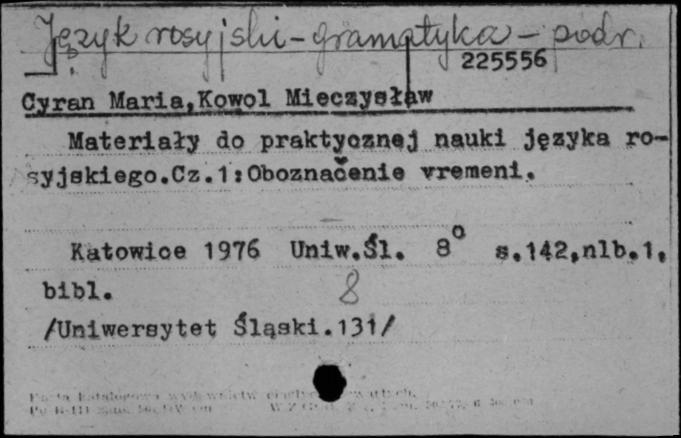 Język rosyjski - gramatyka - podr.
225556
Cyran Maria,Kowol Mieczysław
Materiały do praktycznej nauki języka ro-
syjskiego.Cz.1:Oboznačenie vremeni.
Katowice 1976 Uniw.Śl. 8° s.142,nlb.1,
bibl.
8
/Uniwersytet Śląski.131/